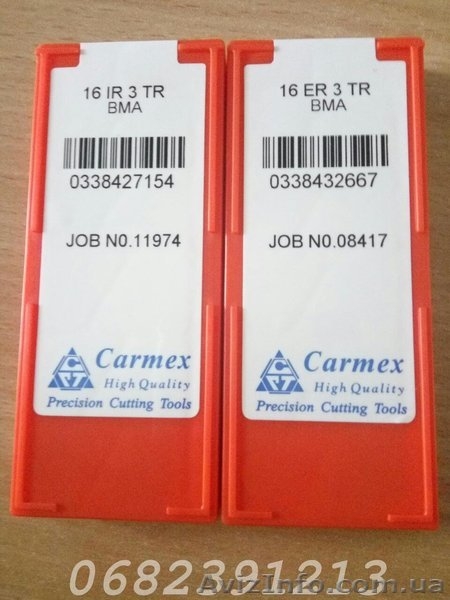 16 IR 3 TR
BMA
0338427154
JOB N0.11974
Carmex
High Quality
Precision Cutting Tools
16 ER 3 TR
BMA
0338432667
JOB N0.08417
Carmex
High Quality
Precision Cutting Tools
0682391213
AvizInfo.com.ua